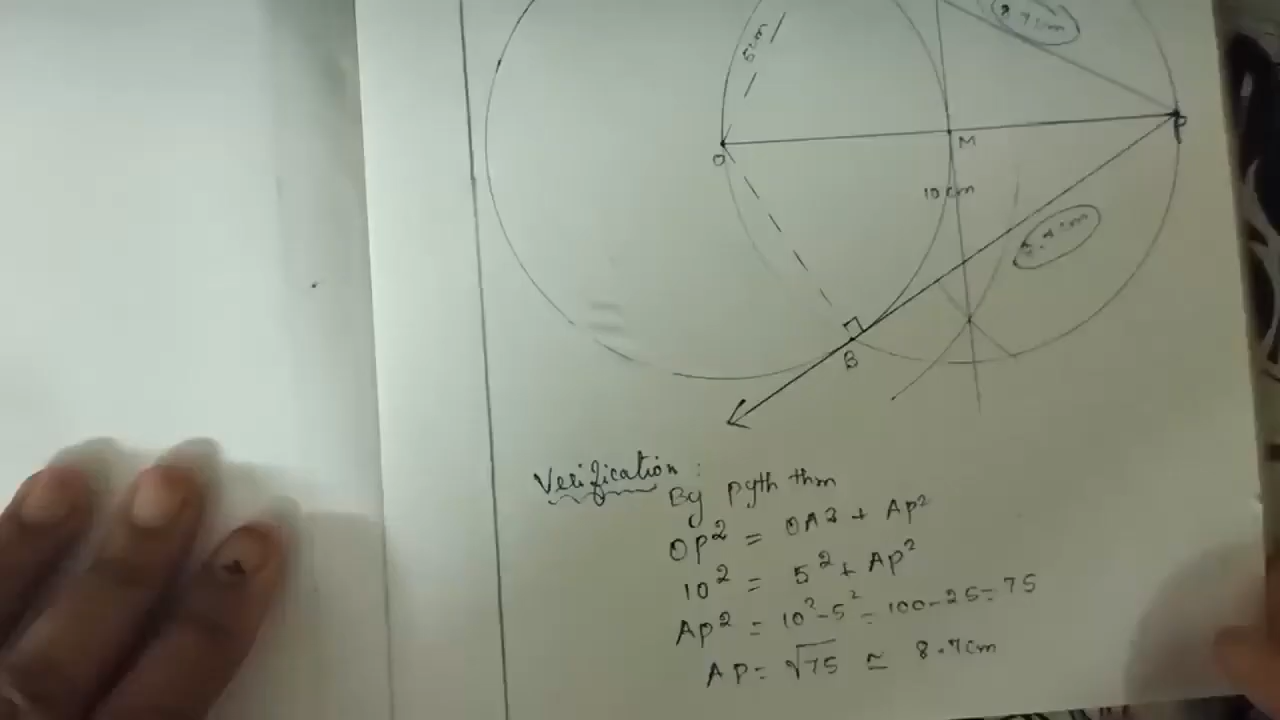 5cm
8.7cm
O
M
P
10cm
8.7cm
B
Verification :
By pyth thm
OP² = OA² + AP²
10² = 5² + AP²
AP² = 10²-5² = 100-25=75
AP= √75 ≃ 8.7cm